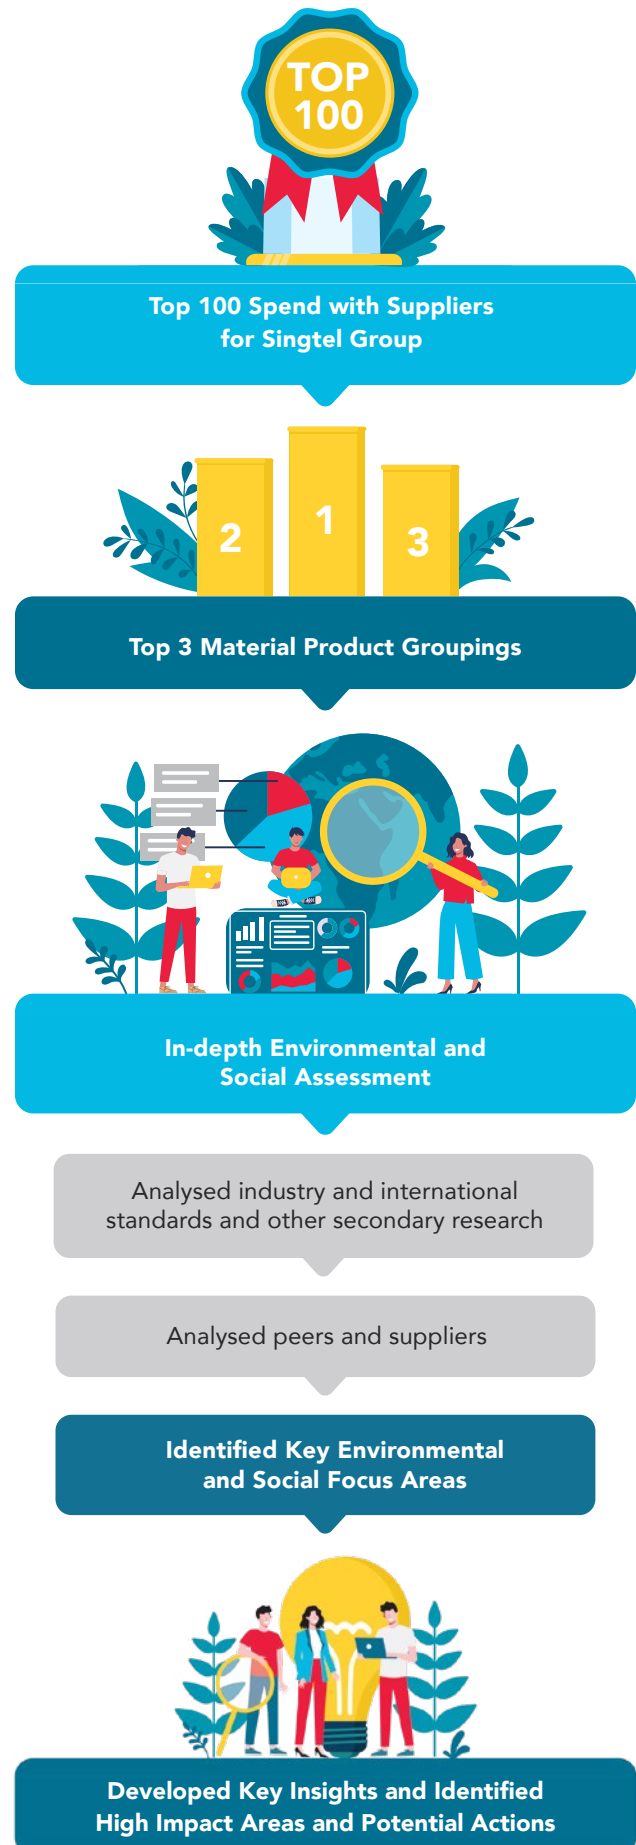 TOP
100
Top 100 Spend with Suppliers
for Singtel Group
2
1
3
Top 3 Material Product Groupings
In-depth Environmental and
Social Assessment
Analysed industry and international
standards and other secondary research
Analysed peers and suppliers
Identified Key Environmental
and Social Focus Areas
Developed Key Insights and Identified
High Impact Areas and Potential Actions